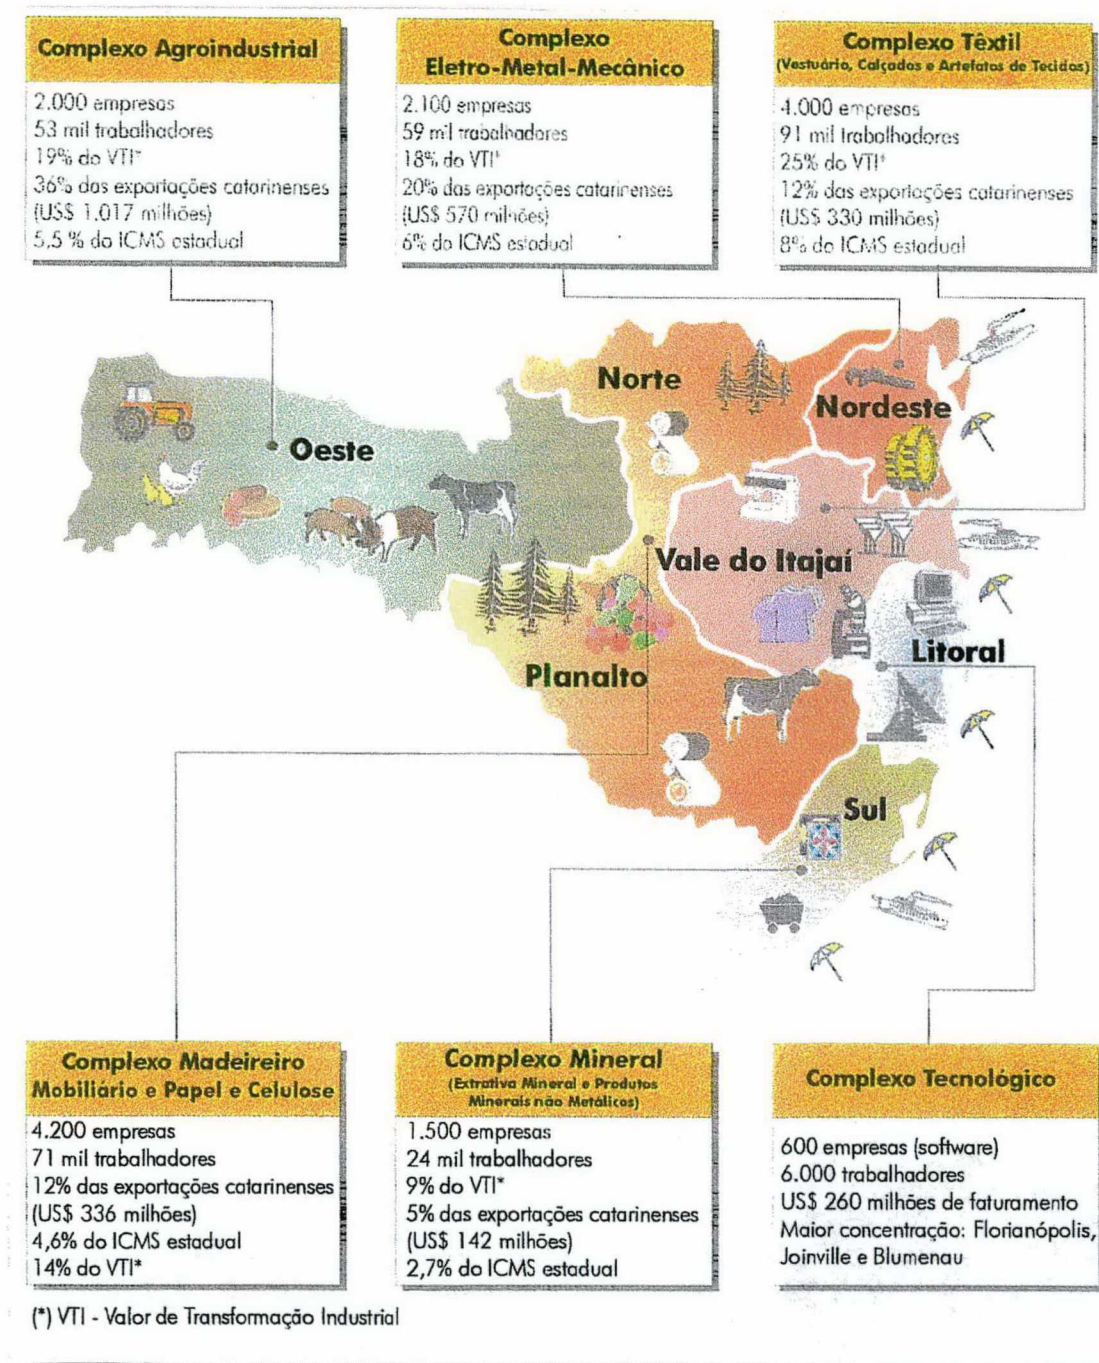 Complexo Agroindustrial
2.000 empresas
53 mil trabalhadores
19% do VTI*
36% das exportações catarinenses
(US$ 1.017 milhões)
5,5 % do ICMS estadual
Complexo
Eletro-Metal-Mecânico
2.100 empresas
59 mil trabalhadores
18% do VTI*
20% das exportações catarinenses
(US$ 570 milhões)
6% do ICMS estadual
Complexo Têxtil
(Vestuário, Calçados e Artefatos de Tecidos)
4.000 empresas
91 mil trabalhadores
25% do VTI*
12% das exportações catarinenses
(US$ 330 milhões)
8% do ICMS estadual
Norte
Nordeste
Oeste
Vale do Itajaí
Litoral
Planalto
Sul
Complexo Madeireiro
Mobiliário e Papel e Celulose
4.200 empresas
71 mil trabalhadores
12% das exportações catarinenses
(US$ 336 milhões)
4,6% do ICMS estadual
14% do VTI*
Complexo Mineral
(Extrativa Mineral e Produtos
Minerais não Metálicos)
1.500 empresas
24 mil trabalhadores
9% do VTI*
5% das exportações catarinenses
(US$ 142 milhões)
2,7% do ICMS estadual
Complexo Tecnológico
600 empresas (software)
6.000 trabalhadores
US$ 260 milhões de faturamento
Maior concentração: Florianópolis,
Joinville e Blumenau
(*) VTI - Valor de Transformação Industrial